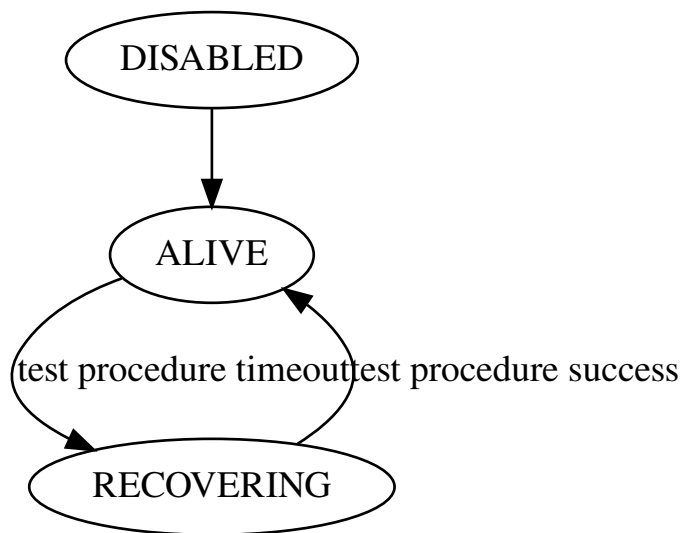 DISABLED
ALIVE
test procedure timeout
test procedure success
RECOVERING